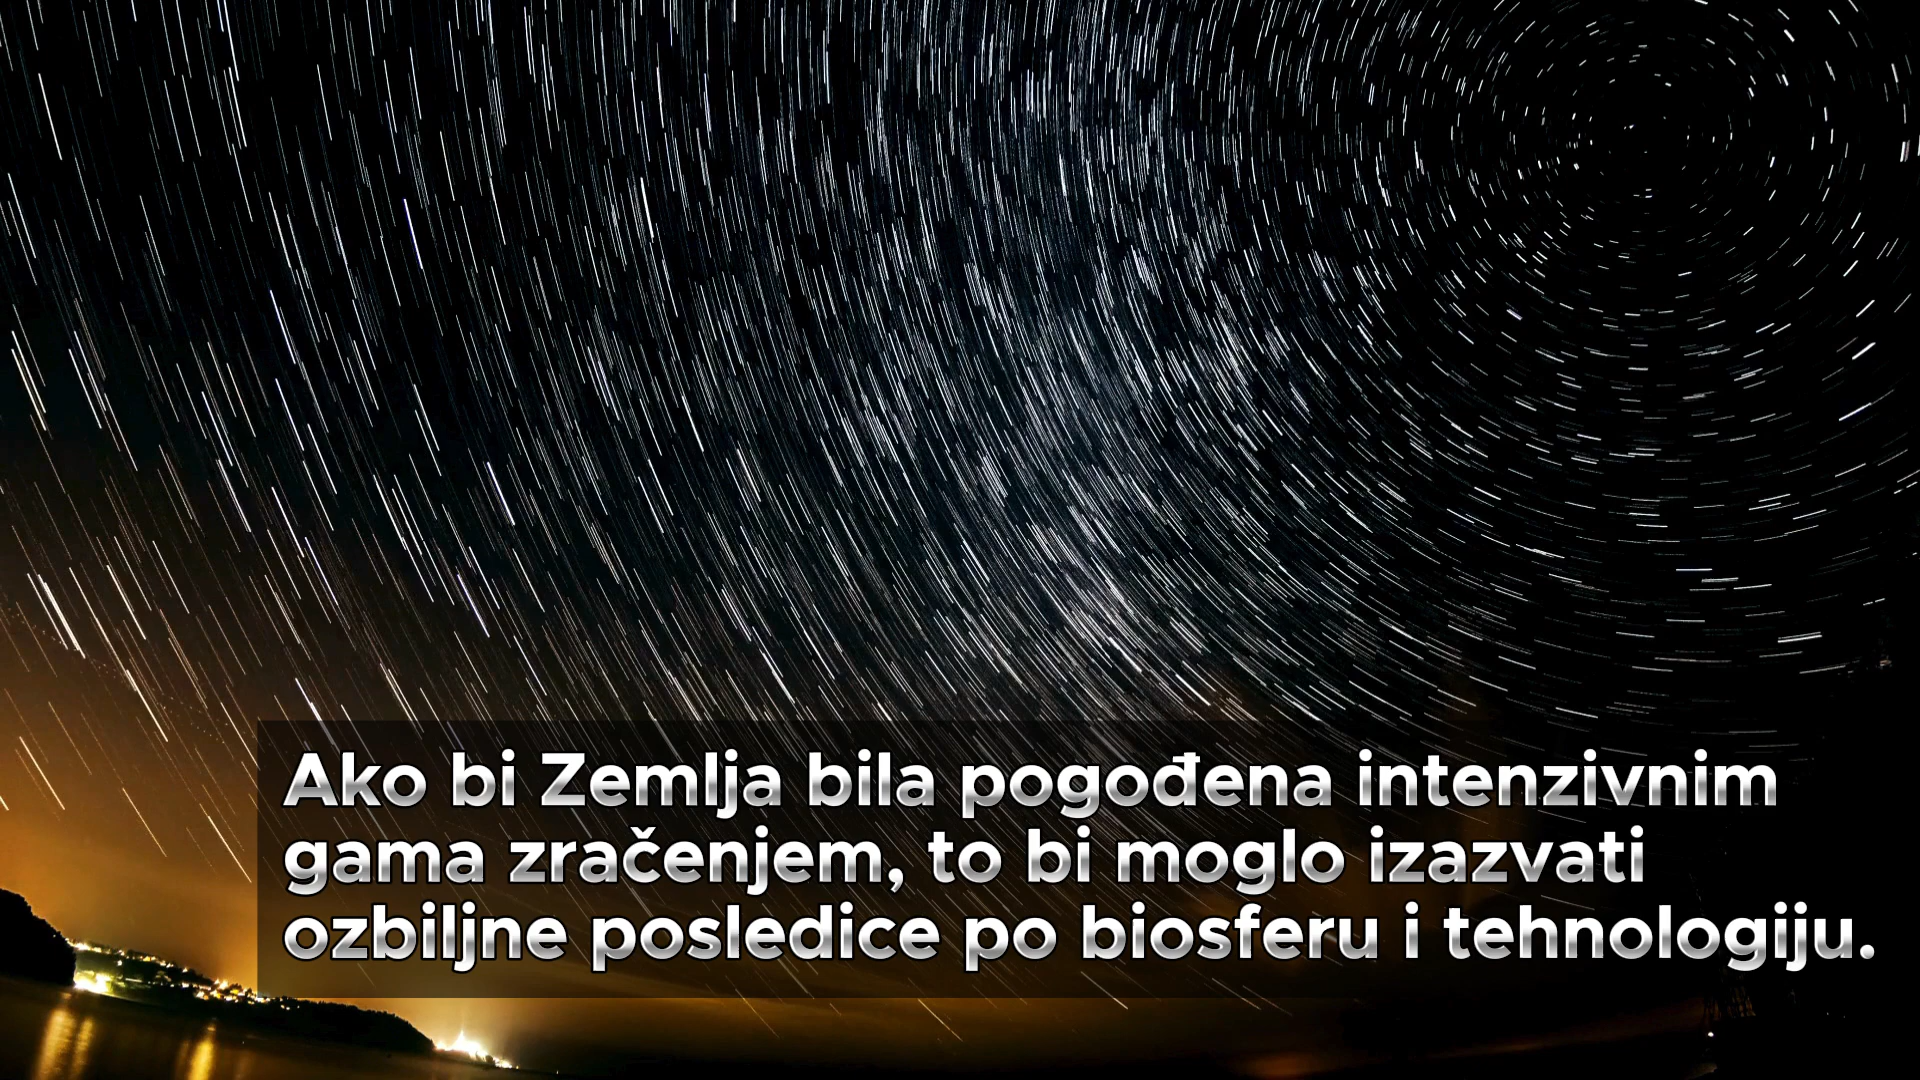 Ako bi Zemlja bila pogođena intenzivnim
gama zračenjem, to bi moglo izazvati
ozbiljne posledice po biosferu i tehnologiju.